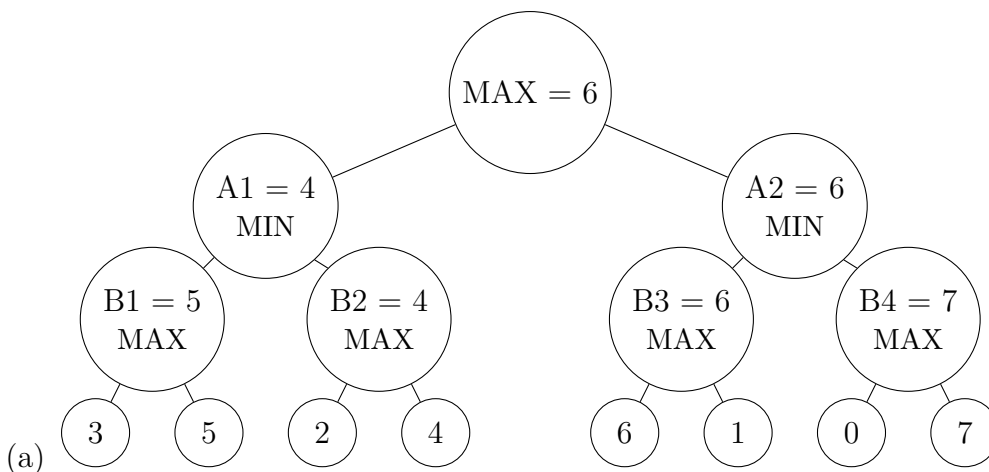 MAX = 6
A1 = 4
MIN
A2 = 6
MIN
B1 = 5
MAX
B2 = 4
MAX
B3 = 6
MAX
B4 = 7
MAX
3
5
2
4
6
1
0
7
(a)